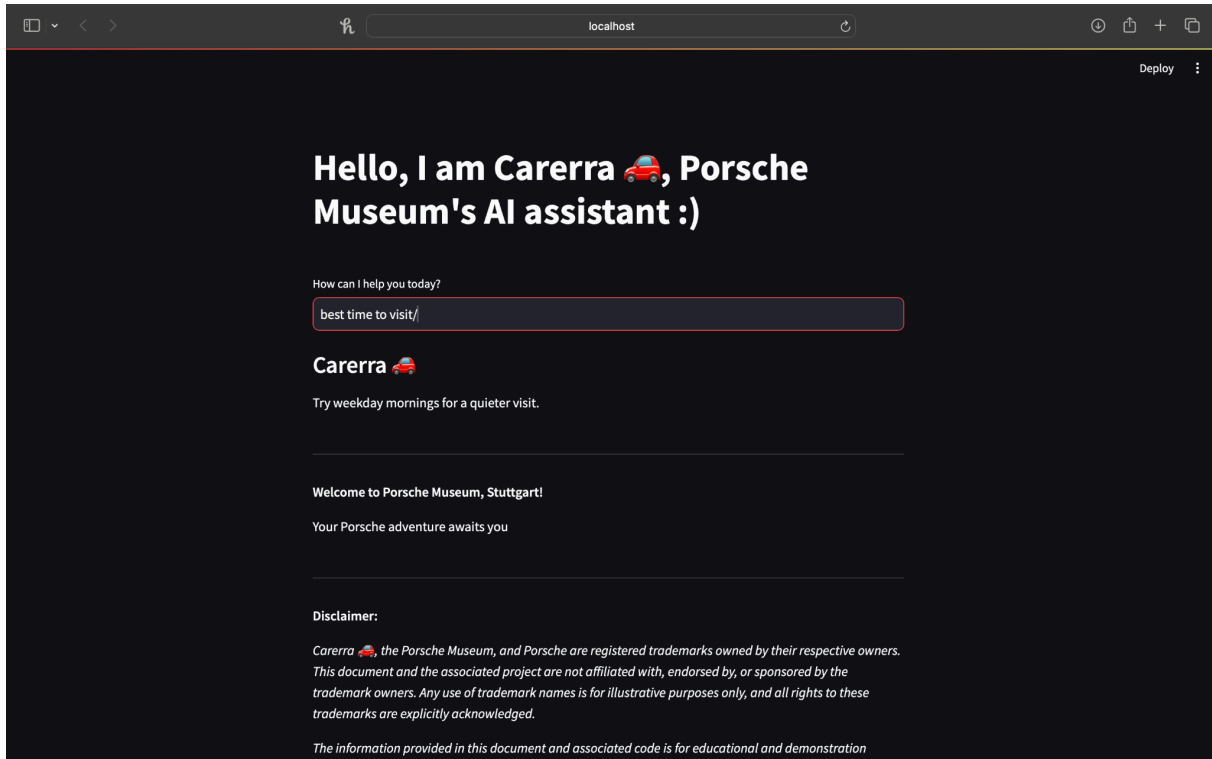 localhost
Deploy
Hello, I am Carerra 🚗, Porsche
Museum's AI assistant :)
How can I help you today?
best time to visit/
Carerra 🚗
Try weekday mornings for a quieter visit.
Welcome to Porsche Museum, Stuttgart!
Your Porsche adventure awaits you
Disclaimer:
Carerra 🚗, the Porsche Museum, and Porsche are registered trademarks owned by their respective owners.
This document and the associated project are not affiliated with, endorsed by, or sponsored by the
trademark owners. Any use of trademark names is for illustrative purposes only, and all rights to these
trademarks are explicitly acknowledged.
The information provided in this document and associated code is for educational and demonstration